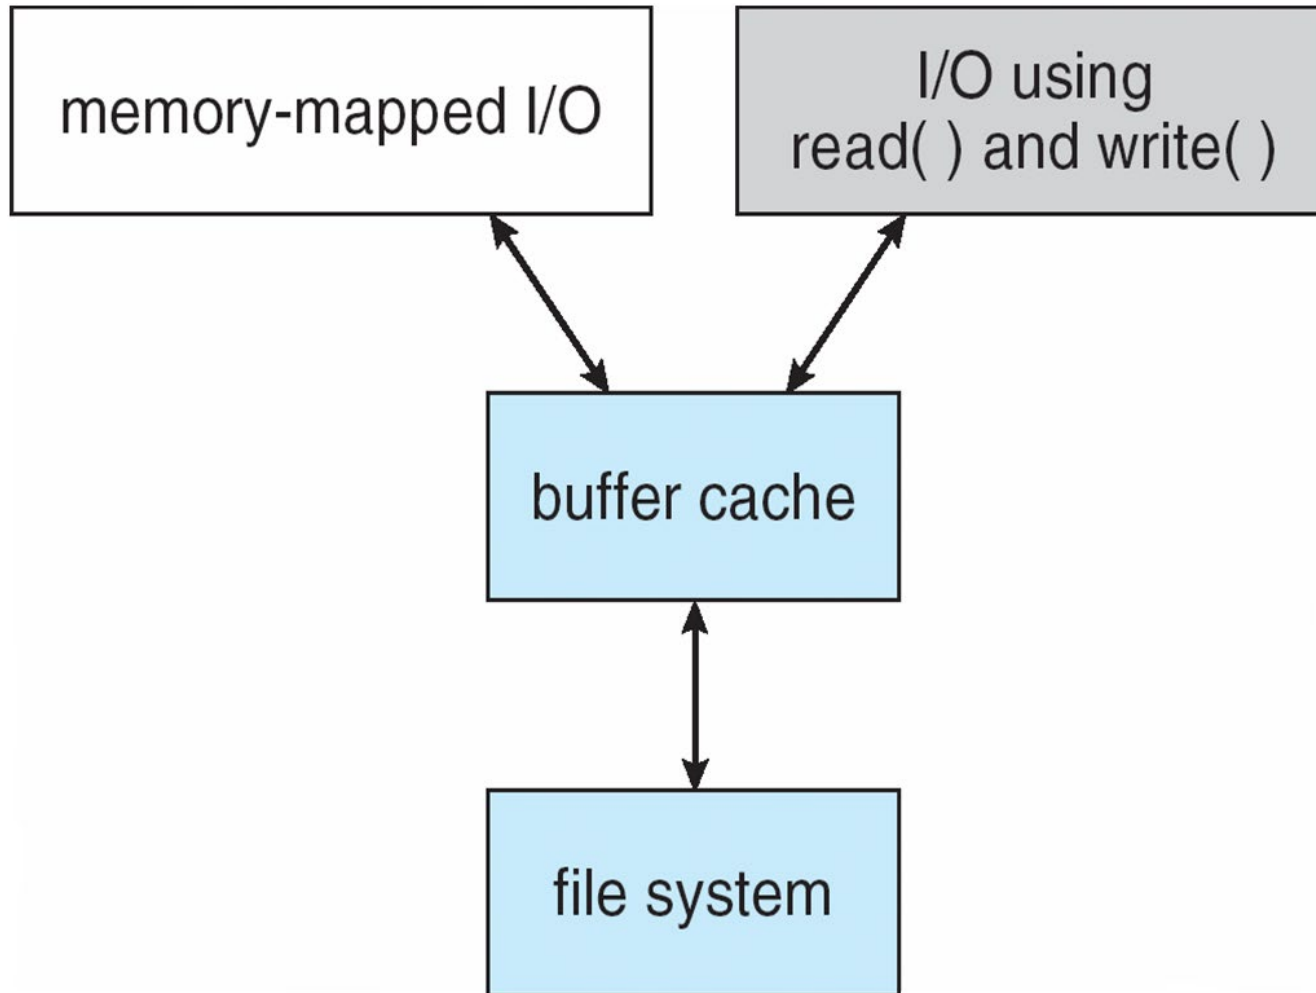 memory-mapped I/O
I/O using
read( ) and write( )
buffer cache
file system